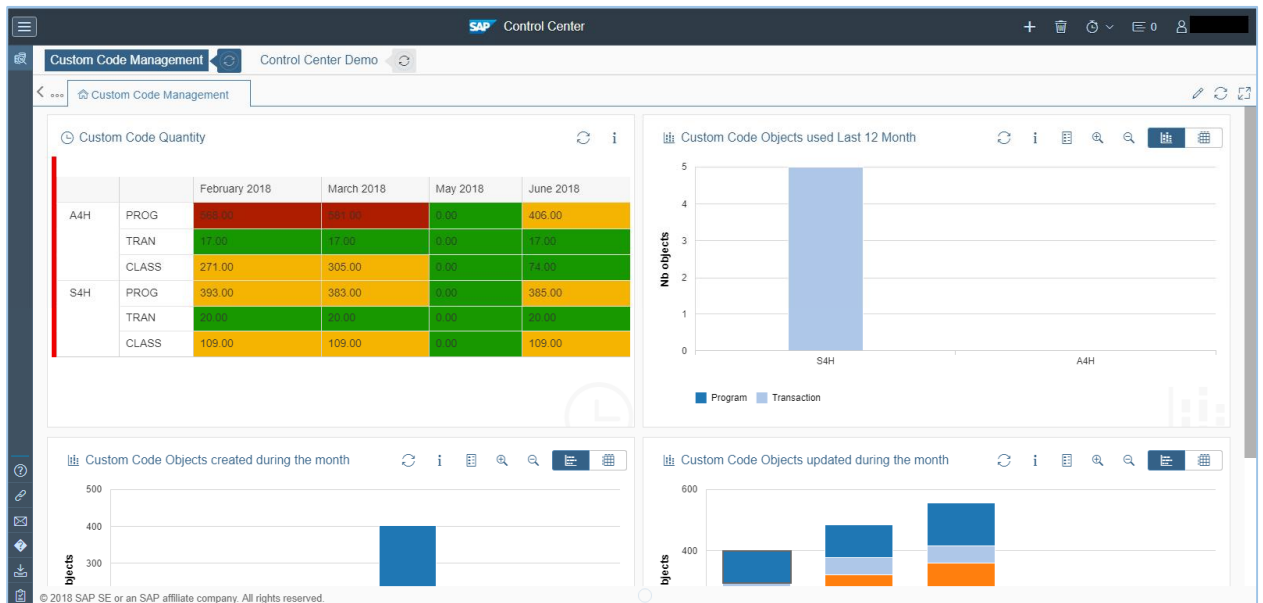 SAP Control Center
0
Custom Code Management
Control Center Demo
Custom Code Management
Custom Code Quantity
February 2018 March 2018 May 2018 June 2018
A4H PROG 568.00 581.00 0.00 406.00
TRAN 17.00 17.00 0.00 17.00
CLASS 271.00 305.00 0.00 74.00
S4H PROG 393.00 383.00 0.00 385.00
TRAN 20.00 20.00 0.00 20.00
CLASS 109.00 109.00 0.00 109.00
Custom Code Objects used Last 12 Month
5
4
3
2
1
0
Nb objects
S4H A4H
Program Transaction
Custom Code Objects created during the month
500
400
300
bjects
Custom Code Objects updated during the month
600
400
bjects
© 2018 SAP SE or an SAP affiliate company. All rights reserved.